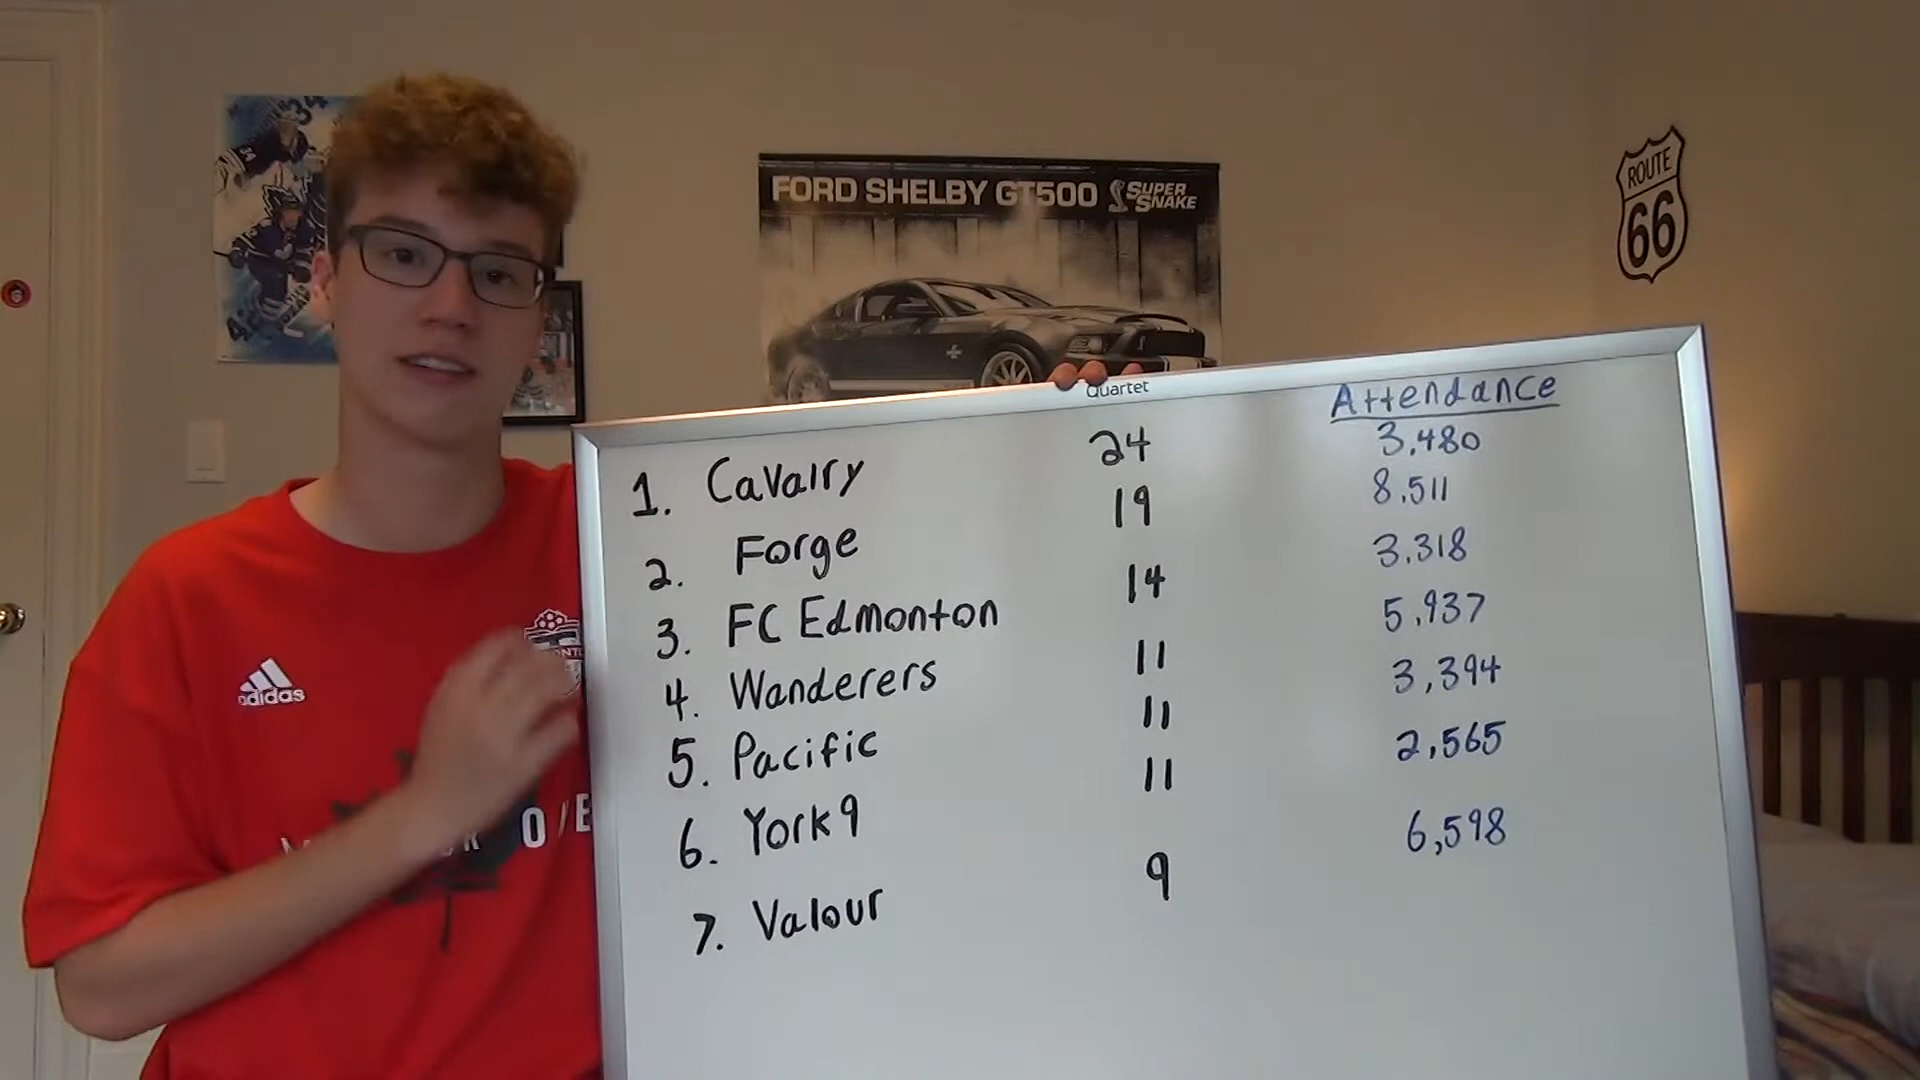 FORD SHELBY GT500 SUPER SNAKE
ROUTE
66
34
Quartet
Attendance
1. Cavalry 24 3,480
2. Forge 19 8,511
3. FC Edmonton 14 3,318
4. Wanderers 11 5,937
5. Pacific 11 3,394
6. York9 11 2,565
7. Valour 9 6,598
adidas